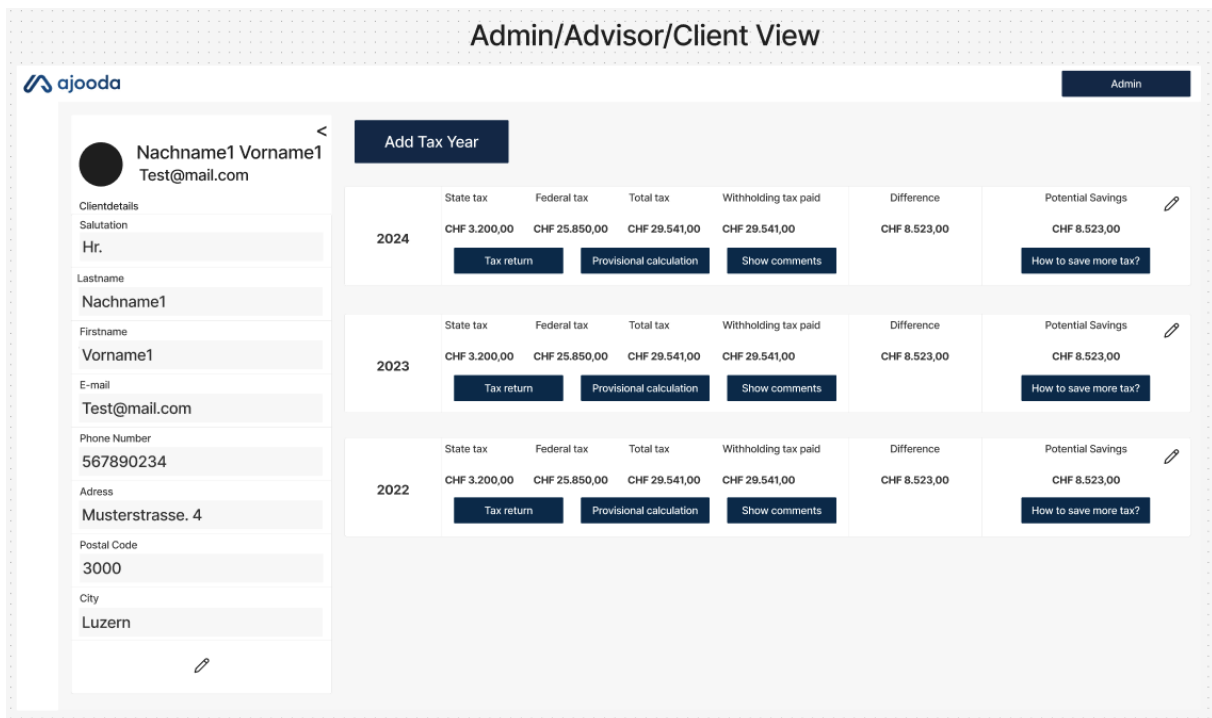 Admin/Advisor/Client View
ajooda
Admin
<
Nachname1 Vorname1
Test@mail.com
Clientdetails
Salutation
Hr.
Lastname
Nachname1
Firstname
Vorname1
E-mail
Test@mail.com
Phone Number
567890234
Adress
Musterstrasse. 4
Postal Code
3000
City
Luzern
Add Tax Year
State tax Federal tax Total tax Withholding tax paid Difference Potential Savings
2024 CHF 3.200,00 CHF 25.850,00 CHF 29.541,00 CHF 29.541,00 CHF 8.523,00 CHF 8.523,00
Tax return Provisional calculation Show comments How to save more tax?
State tax Federal tax Total tax Withholding tax paid Difference Potential Savings
2023 CHF 3.200,00 CHF 25.850,00 CHF 29.541,00 CHF 29.541,00 CHF 8.523,00 CHF 8.523,00
Tax return Provisional calculation Show comments How to save more tax?
State tax Federal tax Total tax Withholding tax paid Difference Potential Savings
2022 CHF 3.200,00 CHF 25.850,00 CHF 29.541,00 CHF 29.541,00 CHF 8.523,00 CHF 8.523,00
Tax return Provisional calculation Show comments How to save more tax?